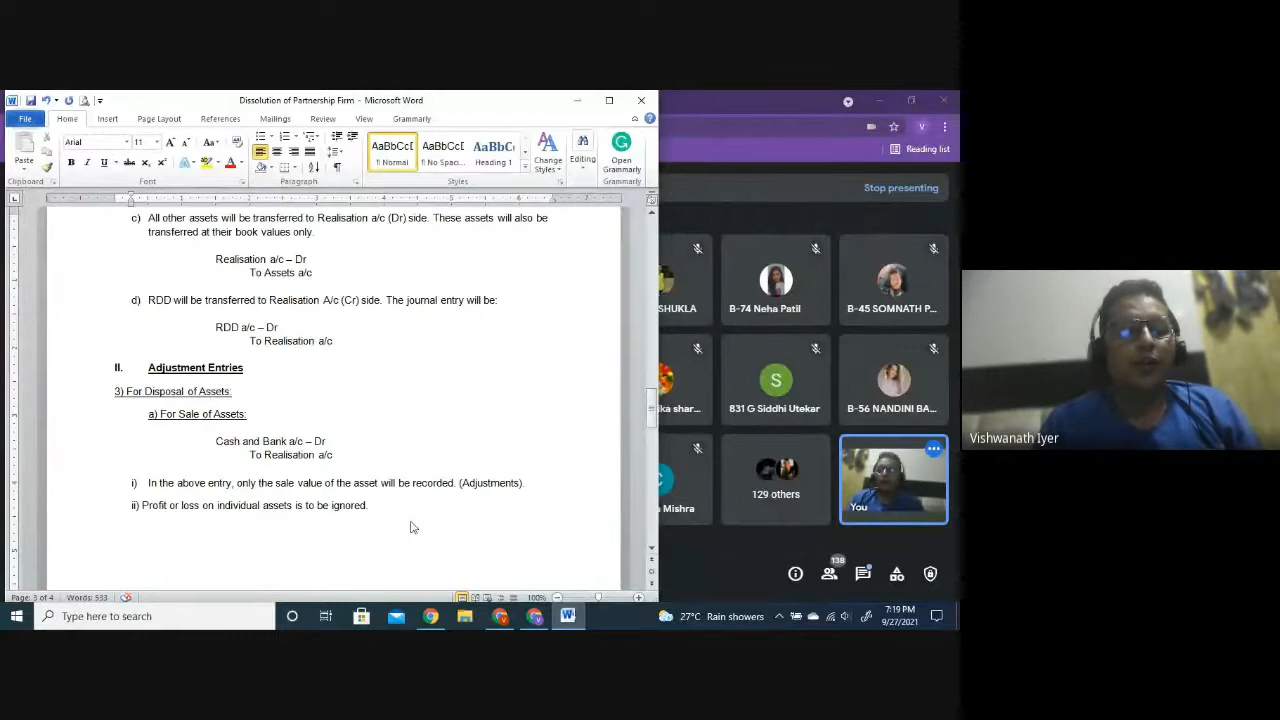 Dissolution of Partnership Firm - Microsoft Word
File Home Insert Page Layout References Mailings Review View Grammarly
Paste
Arial 11
AaBbCcD AaBbCcD AaBbC
¶ Normal ¶ No Spac... Heading 1
Change Styles
Editing
Open Grammarly
Clipboard Font Paragraph Styles Grammarly
c) All other assets will be transferred to Realisation a/c (Dr) side. These assets will also be
transferred at their book values only.
Realisation a/c – Dr
To Assets a/c
d) RDD will be transferred to Realisation A/c (Cr) side. The journal entry will be:
RDD a/c – Dr
To Realisation a/c
II. Adjustment Entries
3) For Disposal of Assets:
a) For Sale of Assets:
Cash and Bank a/c – Dr
To Realisation a/c
i) In the above entry, only the sale value of the asset will be recorded. (Adjustments).
ii) Profit or loss on individual assets is to be ignored.
Page: 3 of 4 Words: 533 100%
Type here to search
27°C Rain showers
7:19 PM
9/27/2021
V
Reading list
Stop presenting
SHUKLA
B-74 Neha Patil
B-45 SOMNATH P...
ika shar...
S
831 G Siddhi Utekar
B-56 NANDINI BA...
Mishra
129 others
You
138
Vishwanath Iyer